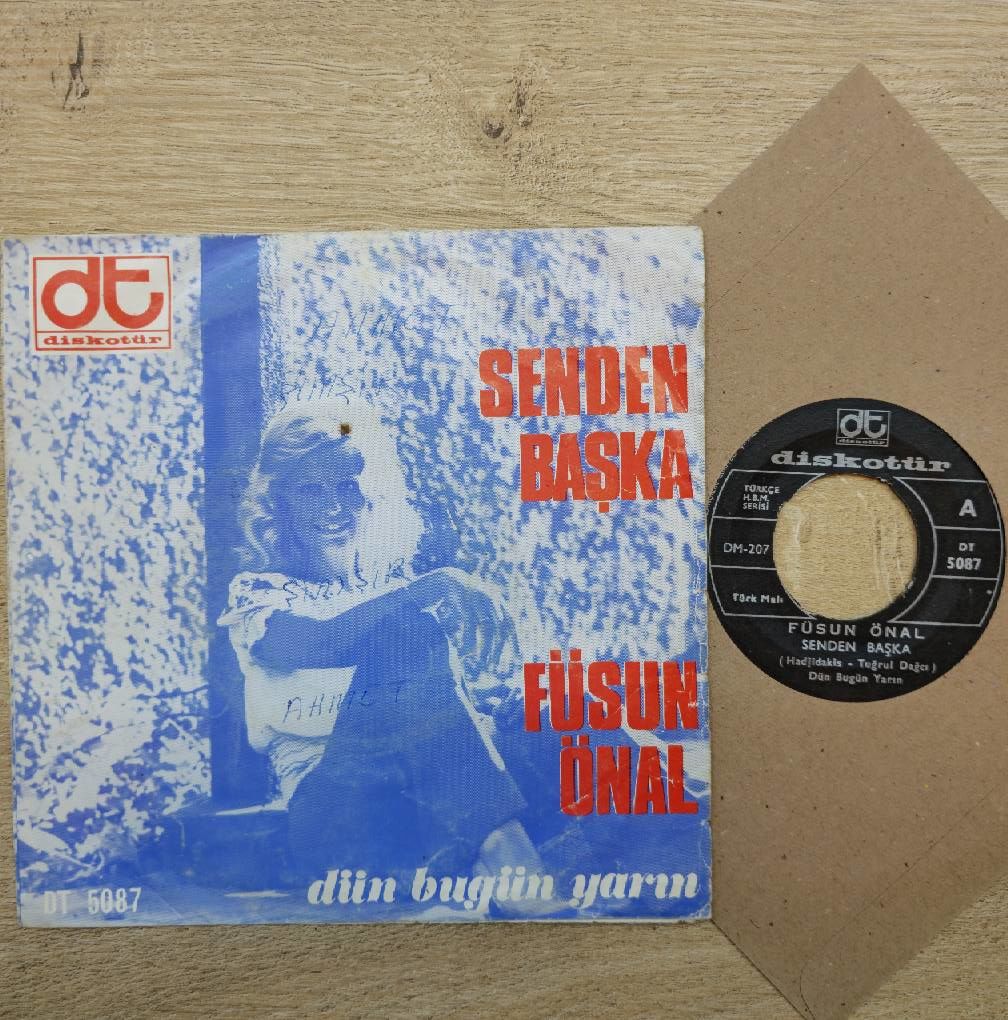 dt
diskotür
SENDEN
BAŞKA
FÜSUN
ÖNAL
dün bugün yarın
DT 5087
AHMET
dt
diskotür
diskotür
TÜRKÇE
H.B.M.
SERİSİ
A
DM-207
DT
5087
Türk
FÜSUN ÖNAL
SENDEN BAŞKA
(Hadjidakis - Tuğrul Dağcı)
Dün Bugün Yarın